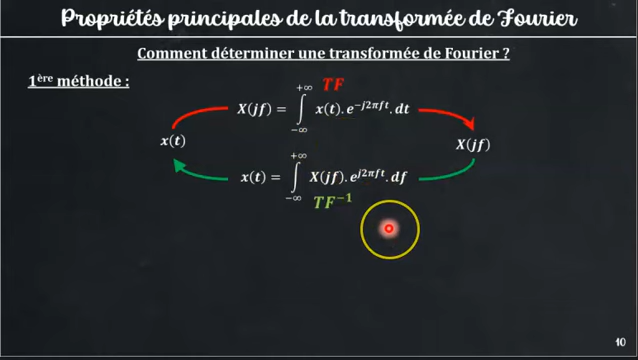 Propriétés principales de la transformée de Fourier
Comment déterminer une transformée de Fourier ?
1ère méthode :
TF
X(jf) = ∫_{−∞}^{+∞} x(t).e^{−j2πft}.dt
x(t)
X(jf)
x(t) = ∫_{−∞}^{+∞} X(jf).e^{j2πft}.df
TF⁻¹
10